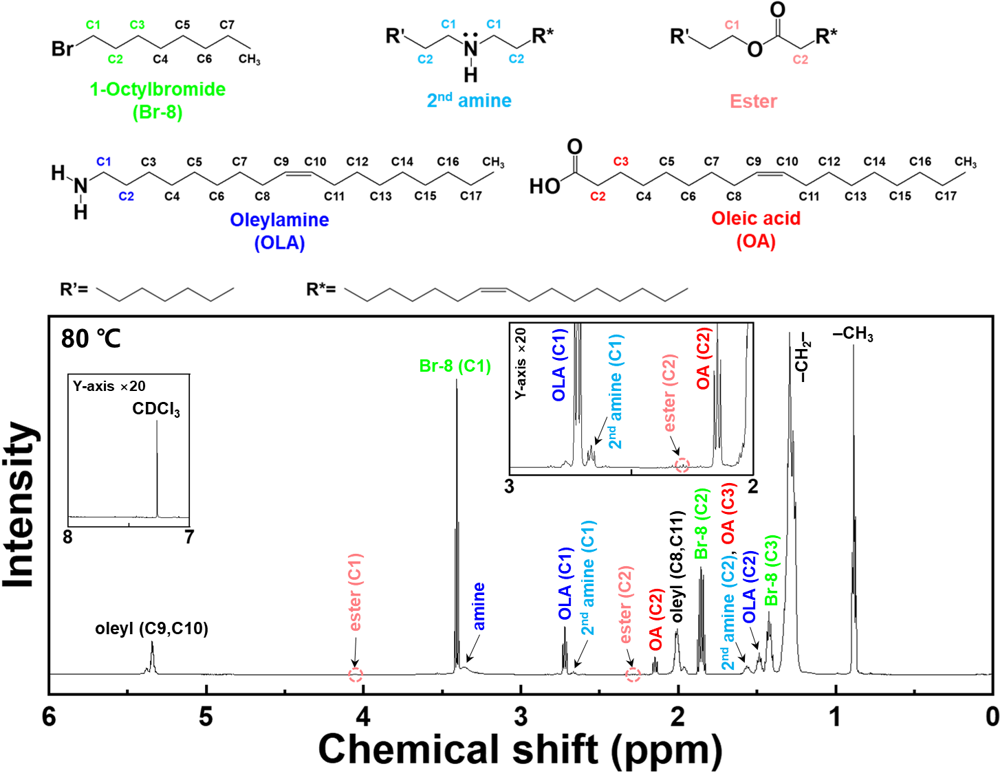 C1 C3 C5 C7
Br
C2 C4 C6 CH₃
1-Octylbromide
(Br-8)
C1 C1
R' N R*
C2 H C2
2ⁿᵈ amine
O
R' C1 R*
O C2
Ester
H C1 C3 C5 C7 C9 C10 C12 C14 C16 CH₃
N
H C2 C4 C6 C8 C11 C13 C15 C17
Oleylamine
(OLA)
O
C3 C5 C7 C9 C10 C12 C14 C16 CH₃
HO
C2 C4 C6 C8 C11 C13 C15 C17
Oleic acid
(OA)
R'=
R*=
80 ℃
Y-axis ×20
CDCl₃
8 7
oleyl (C9,C10)
ester (C1)
Br-8 (C1)
amine
Y-axis ×20
OLA (C1)
2ⁿᵈ amine (C1)
ester (C2)
OA (C2)
3 2
OLA (C1)
2ⁿᵈ amine (C1)
ester (C2)
OA (C2)
oleyl (C8,C11)
Br-8 (C2)
2ⁿᵈ amine (C2), OA (C3)
OLA (C2)
Br-8 (C3)
–CH₂–
–CH₃
Intensity
6 5 4 3 2 1 0
Chemical shift (ppm)